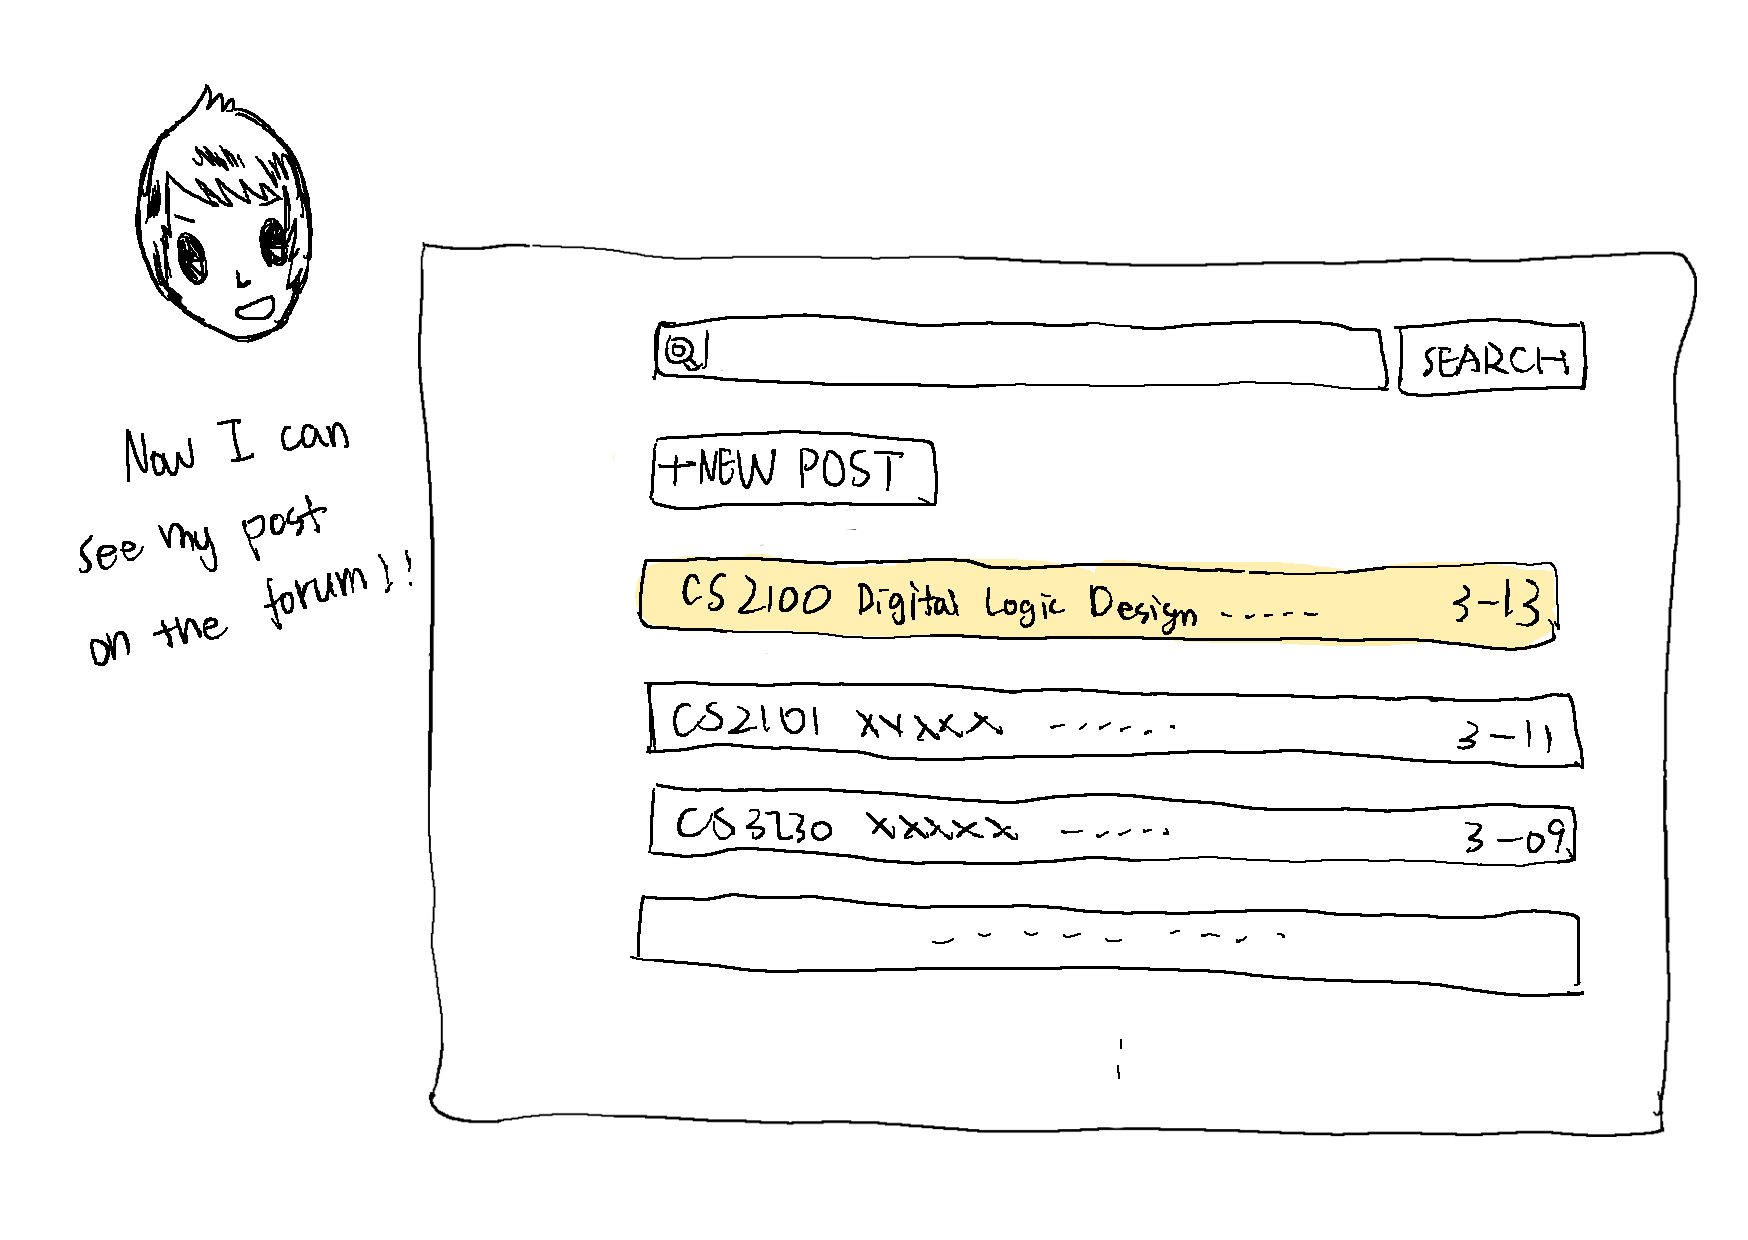 Now I can
see my post
on the forum!!
SEARCH
+NEW POST
CS2100 Digital Logic Design ----- 3-13
CS2101 XXXXX ------ 3-11
CS3230 XXXXX ----- 3-09